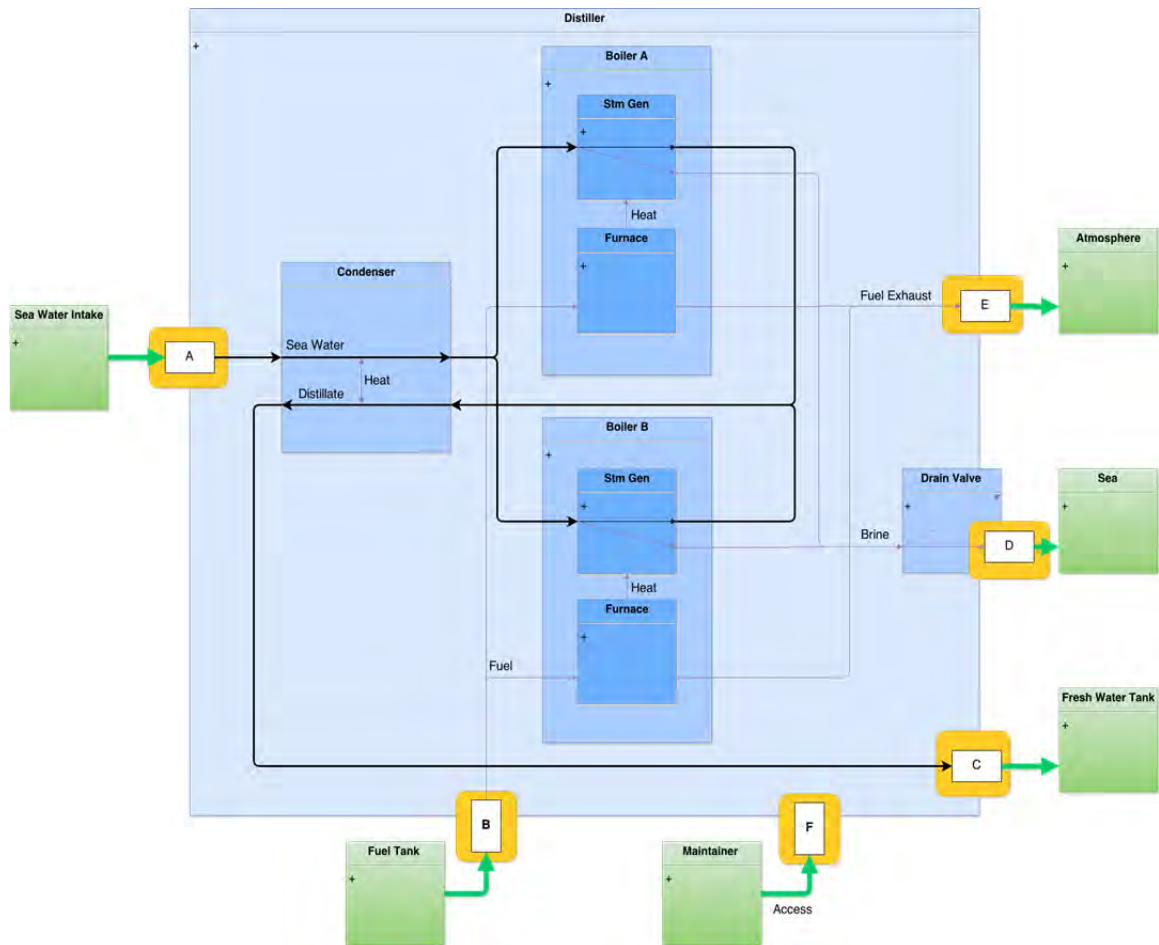 Distiller
+
Boiler A
+
Stm Gen
+
Heat
Furnace
+
Condenser
Sea Water
Heat
Distillate
Sea Water Intake
+
A
Fuel Exhaust
E
Atmosphere
+
Boiler B
+
Stm Gen
+
Heat
Furnace
+
Fuel
Brine
Drain Valve
+
D
Sea
+
Fresh Water Tank
+
C
B
Fuel Tank
+
F
Maintainer
+
Access